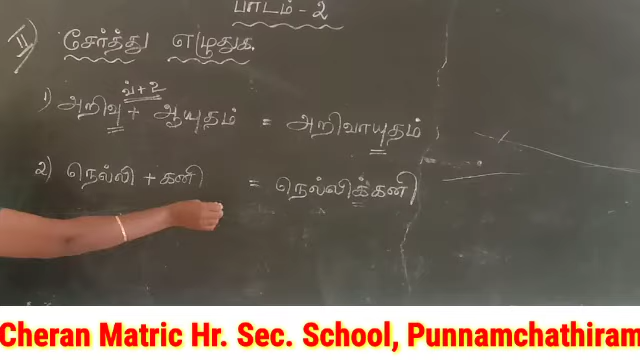 பாடம் - 2
II) சேர்த்து எழுதுக.
வ் + உ
1) அறிவு + ஆயுதம் = அறிவாயுதம்
2) நெல்லி + கனி = நெல்லிக்கனி
Cheran Matric Hr. Sec. School, Punnamchathiram